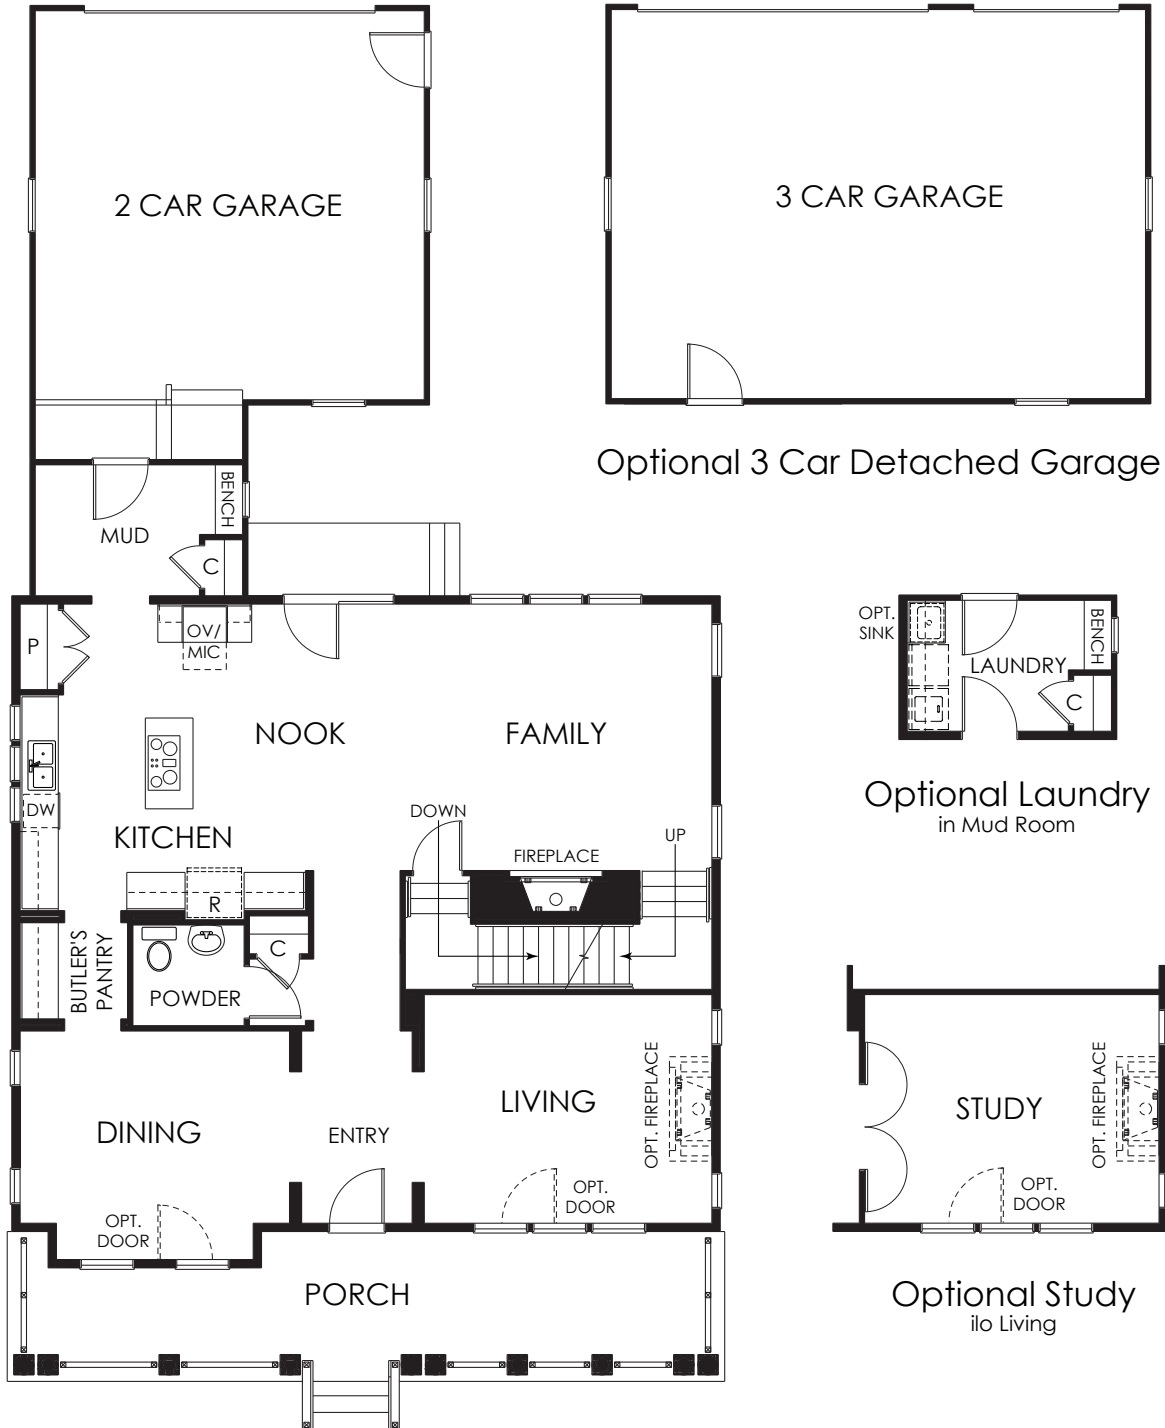 2 CAR GARAGE
3 CAR GARAGE
Optional 3 Car Detached Garage
BENCH
MUD
C
P
OV/
MIC
NOOK
FAMILY
DW
KITCHEN
DOWN
UP
FIREPLACE
R
BUTLER'S
PANTRY
C
POWDER
DINING
ENTRY
LIVING
OPT. FIREPLACE
OPT.
DOOR
OPT.
DOOR
PORCH
OPT.
SINK
BENCH
LAUNDRY
C
Optional Laundry
in Mud Room
STUDY
OPT. FIREPLACE
OPT.
DOOR
Optional Study
ilo Living